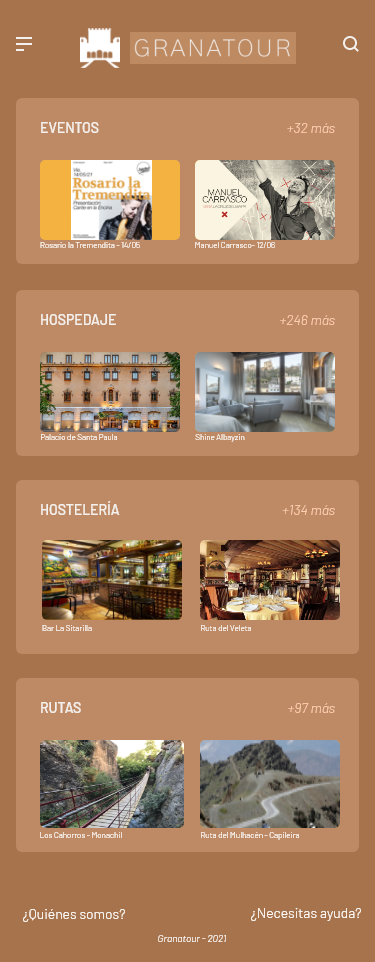 GRANATOUR
EVENTOS
+32 más
Vie
14/05/21
Rosario la
Tremendita
Presentación
Cante en la Encina
MANUEL
CARRASCO
Rosario la Tremendita - 14/06
Manuel Carrasco- 12/06
HOSPEDAJE
+246 más
Palacio de Santa Paula
Shine Albayzin
HOSTELERÍA
+134 más
Bar La Sitarilla
Ruta del Veleta
RUTAS
+97 más
Los Cahorros - Monachil
Ruta del Mulhacén - Capileira
¿Quiénes somos?
¿Necesitas ayuda?
Granatour - 2021